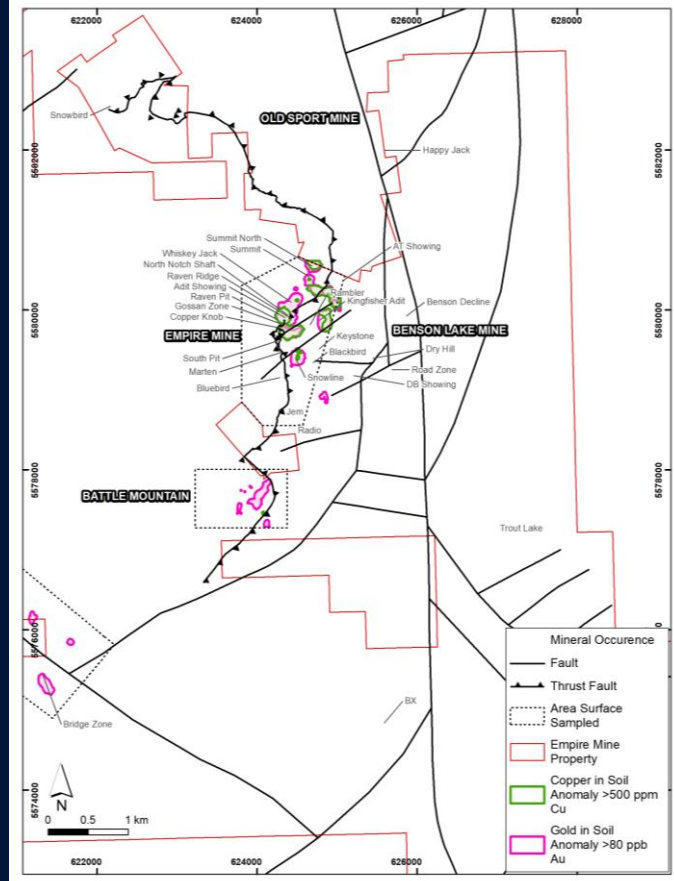 622000
624000
626000
628000
Snowbird
OLD SPORT MINE
5582000
5582000
Happy Jack
Summit North
Summit
AT Showing
Whiskey Jack
North Notch Shaft
Raven Ridge
Adit Showing
Raven Pit
Gossan Zone
Copper Knob
Rambler
Kingfisher Adit
Benson Decline
5580000
5580000
EMPIRE MINE
BENSON LAKE MINE
Keystone
Blackbird
Dry Hill
South Pit
Marten
Road Zone
Snowline
DB Showing
Bluebird
Jem
Radio
5578000
5578000
BATTLE MOUNTAIN
Trout Lake
5576000
0
Bridge Zone
BX
5574000
N
0 0.5 1 km
Mineral Occurence
Fault
Thrust Fault
Area Surface
Sampled
Empire Mine
Property
Copper in Soil
Anomaly >500 ppm
Cu
Gold in Soil
Anomaly >80 ppb
Au
622000
624000
626000